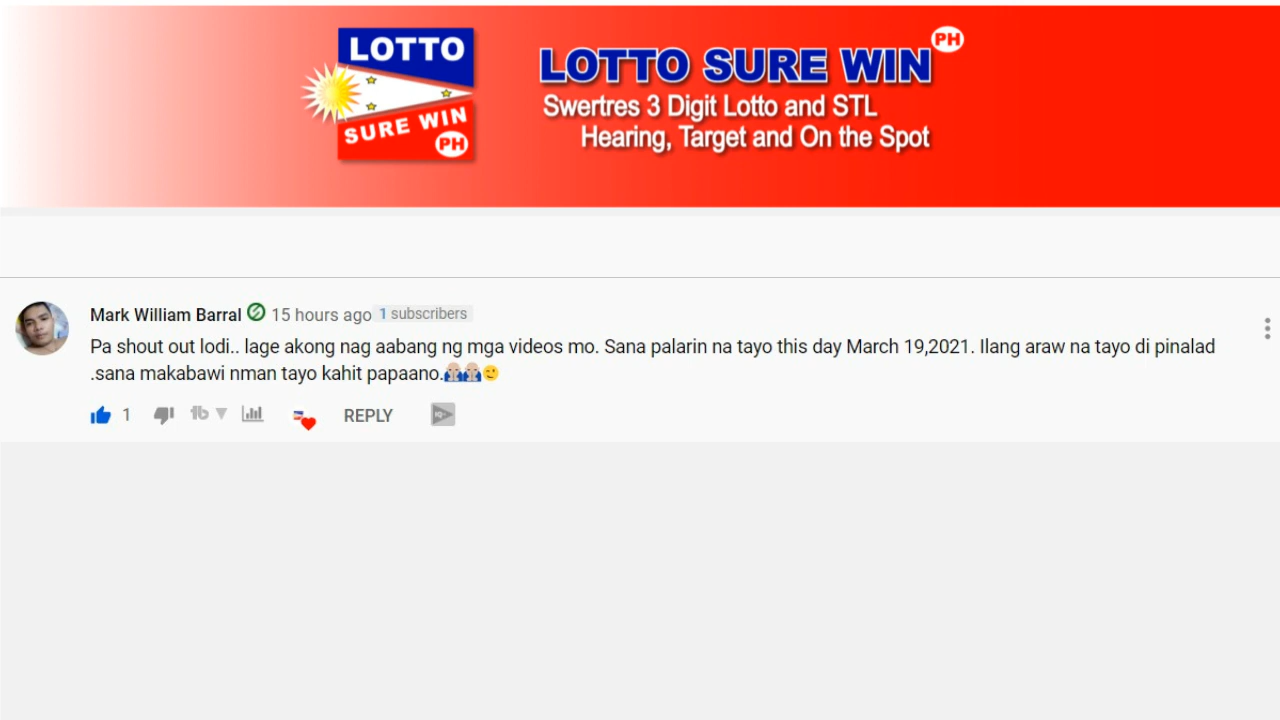 LOTTO
SURE WIN
PH
LOTTO SURE WIN PH
Swertres 3 Digit Lotto and STL
Hearing, Target and On the Spot
Mark William Barral 15 hours ago 1 subscribers
Pa shout out lodi.. lage akong nag aabang ng mga videos mo. Sana palarin na tayo this day March 19,2021. Ilang araw na tayo di pinalad
.sana makabawi nman tayo kahit papaano.🙏🙏🙂
1 tb REPLY